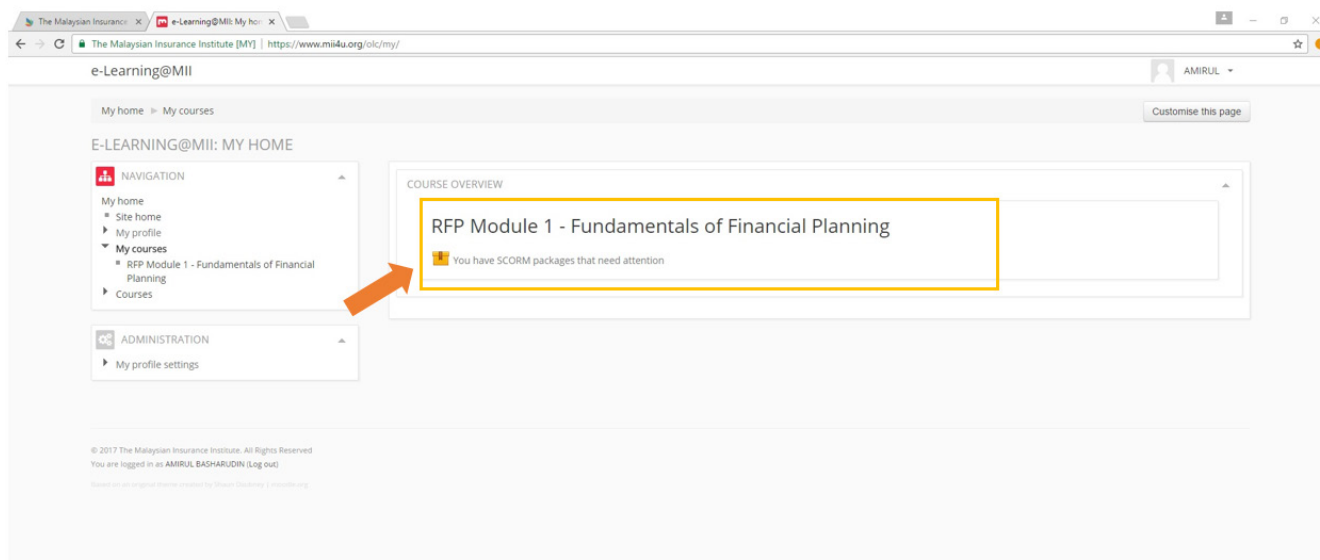 The Malaysian Insurance
e-Learning@MII: My hom
The Malaysian Insurance Institute [MY] | https://www.mii4u.org/olc/my/
e-Learning@MII
AMIRUL
My home My courses
Customise this page
E-LEARNING@MII: MY HOME
NAVIGATION
My home
Site home
My profile
My courses
RFP Module 1 - Fundamentals of Financial
Planning
Courses
COURSE OVERVIEW
RFP Module 1 - Fundamentals of Financial Planning
You have SCORM packages that need attention
ADMINISTRATION
My profile settings
© 2017 The Malaysian Insurance Institute. All Rights Reserved
You are logged in as AMIRUL BASHARUDIN (Log out)